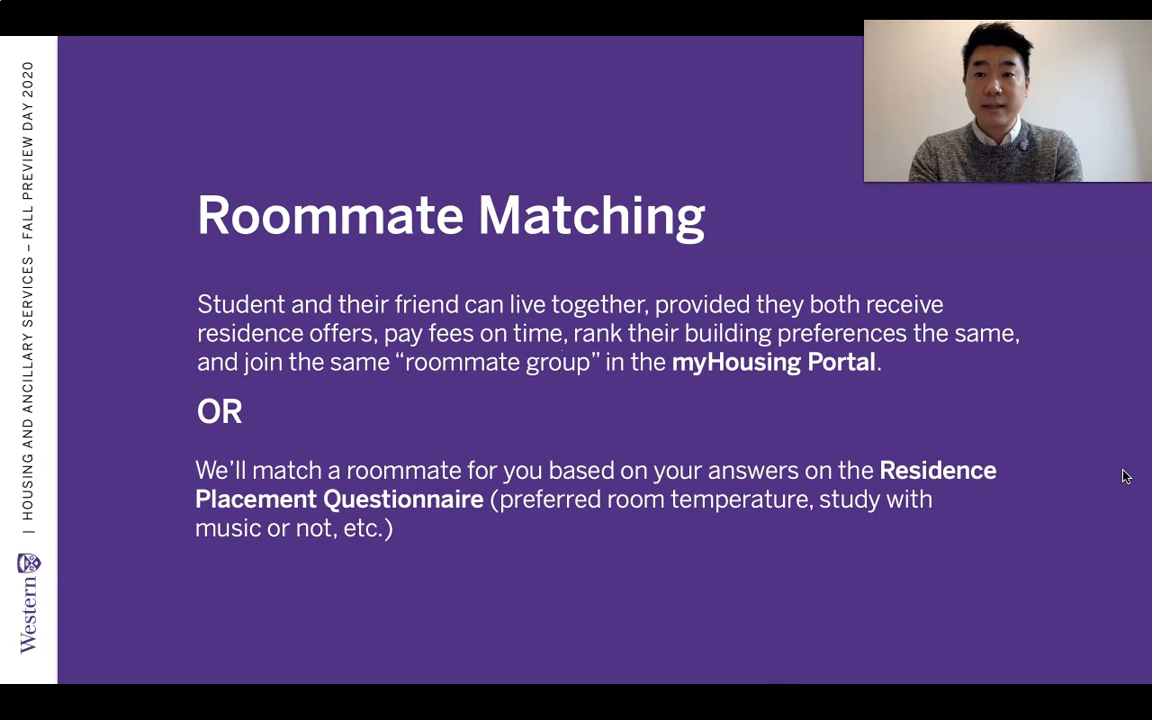 Roommate Matching
Student and their friend can live together, provided they both receive
residence offers, pay fees on time, rank their building preferences the same,
and join the same “roommate group” in the myHousing Portal.
OR
We’ll match a roommate for you based on your answers on the Residence
Placement Questionnaire (preferred room temperature, study with
music or not, etc.)
| HOUSING AND ANCILLARY SERVICES – FALL PREVIEW DAY 2020
Western